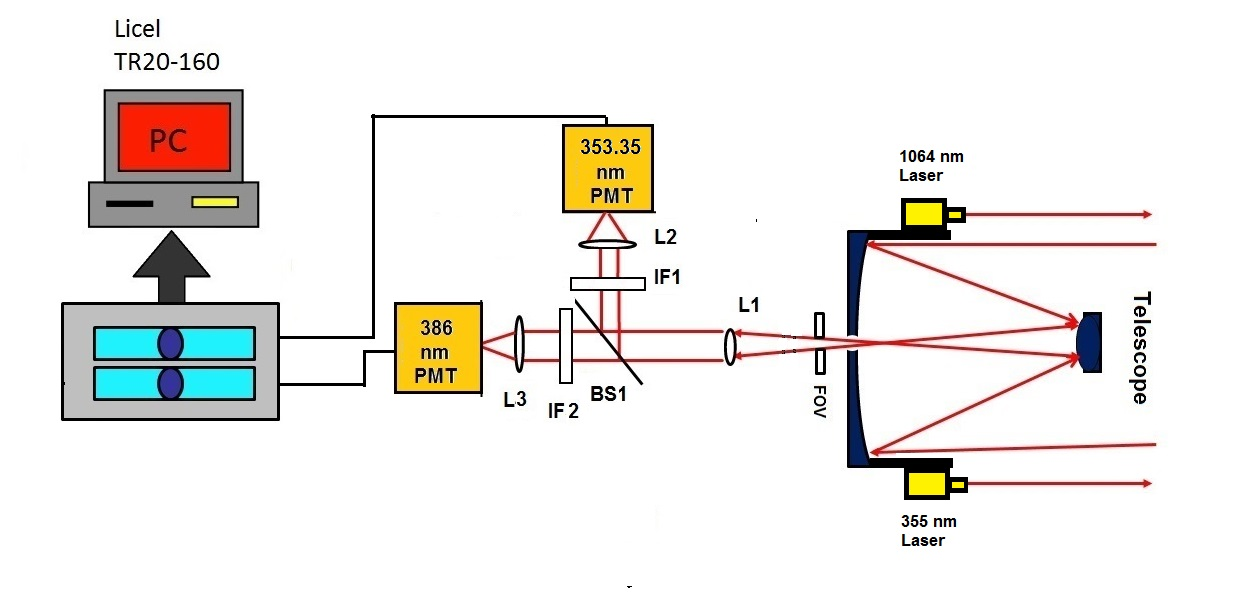 Licel
TR20-160
PC
353.35
nm
PMT
L2
IF1
386
nm
PMT
L3
IF 2
BS1
L1
FOV
1064 nm
Laser
Telescope
355 nm
Laser